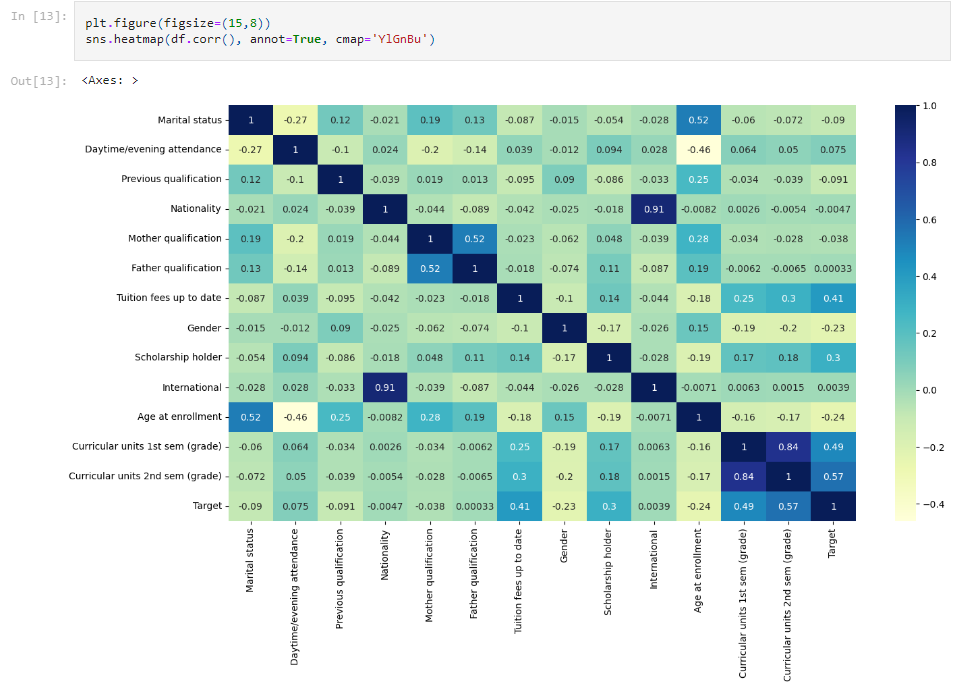 In [13]:
plt.figure(figsize=(15,8))
sns.heatmap(df.corr(), annot=True, cmap='YlGnBu')
Out[13]: <Axes: >
Marital status 1 -0.27 0.12 -0.021 0.19 0.13 -0.087 -0.015 -0.054 -0.028 0.52 -0.06 -0.072 -0.09
Daytime/evening attendance -0.27 1 -0.1 0.024 -0.2 -0.14 0.039 -0.012 0.094 0.028 -0.46 0.064 0.05 0.075
Previous qualification 0.12 -0.1 1 -0.039 0.019 0.013 -0.095 0.09 -0.086 -0.033 0.25 -0.034 -0.039 -0.091
Nationality -0.021 0.024 -0.039 1 -0.044 -0.089 -0.042 -0.025 -0.018 0.91 -0.0082 0.0026 -0.0054 -0.0047
Mother qualification 0.19 -0.2 0.019 -0.044 1 0.52 -0.023 -0.062 0.048 -0.039 0.28 -0.034 -0.028 -0.038
Father qualification 0.13 -0.14 0.013 -0.089 0.52 1 -0.018 -0.074 0.11 -0.087 0.19 -0.0062 -0.0065 0.00033
Tuition fees up to date -0.087 0.039 -0.095 -0.042 -0.023 -0.018 1 -0.1 0.14 -0.044 -0.18 0.25 0.3 0.41
Gender -0.015 -0.012 0.09 -0.025 -0.062 -0.074 -0.1 1 -0.17 -0.026 0.15 -0.19 -0.2 -0.23
Scholarship holder -0.054 0.094 -0.086 -0.018 0.048 0.11 0.14 -0.17 1 -0.028 -0.19 0.17 0.18 0.3
International -0.028 0.028 -0.033 0.91 -0.039 -0.087 -0.044 -0.026 -0.028 1 -0.0071 0.0063 0.0015 0.0039
Age at enrollment 0.52 -0.46 0.25 -0.0082 0.28 0.19 -0.18 0.15 -0.19 -0.0071 1 -0.16 -0.17 -0.24
Curricular units 1st sem (grade) -0.06 0.064 -0.034 0.0026 -0.034 -0.0062 0.25 -0.19 0.17 0.0063 -0.16 1 0.84 0.49
Curricular units 2nd sem (grade) -0.072 0.05 -0.039 -0.0054 -0.028 -0.0065 0.3 -0.2 0.18 0.0015 -0.17 0.84 1 0.57
Target -0.09 0.075 -0.091 -0.0047 -0.038 0.00033 0.41 -0.23 0.3 0.0039 -0.24 0.49 0.57 1
Marital status
Daytime/evening attendance
Previous qualification
Nationality
Mother qualification
Father qualification
Tuition fees up to date
Gender
Scholarship holder
International
Age at enrollment
Curricular units 1st sem (grade)
Curricular units 2nd sem (grade)
Target
1.0
0.8
0.6
0.4
0.2
0.0
−0.2
−0.4